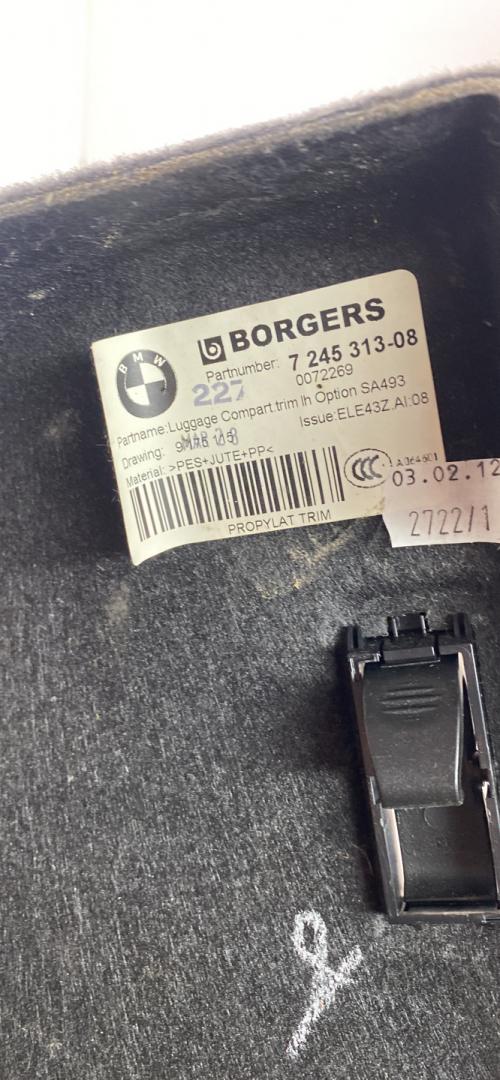 BMW
BORGERS
Partnumber: 7 245 313-08
0072269
227
Partname:Luggage Compart.trim lh Option SA493
Drawing:
Issue:ELE43Z.AI:08
Material: >PES+JUTE+PP<
CCC
03.02.12
PROPYLAT TRIM
2722/1